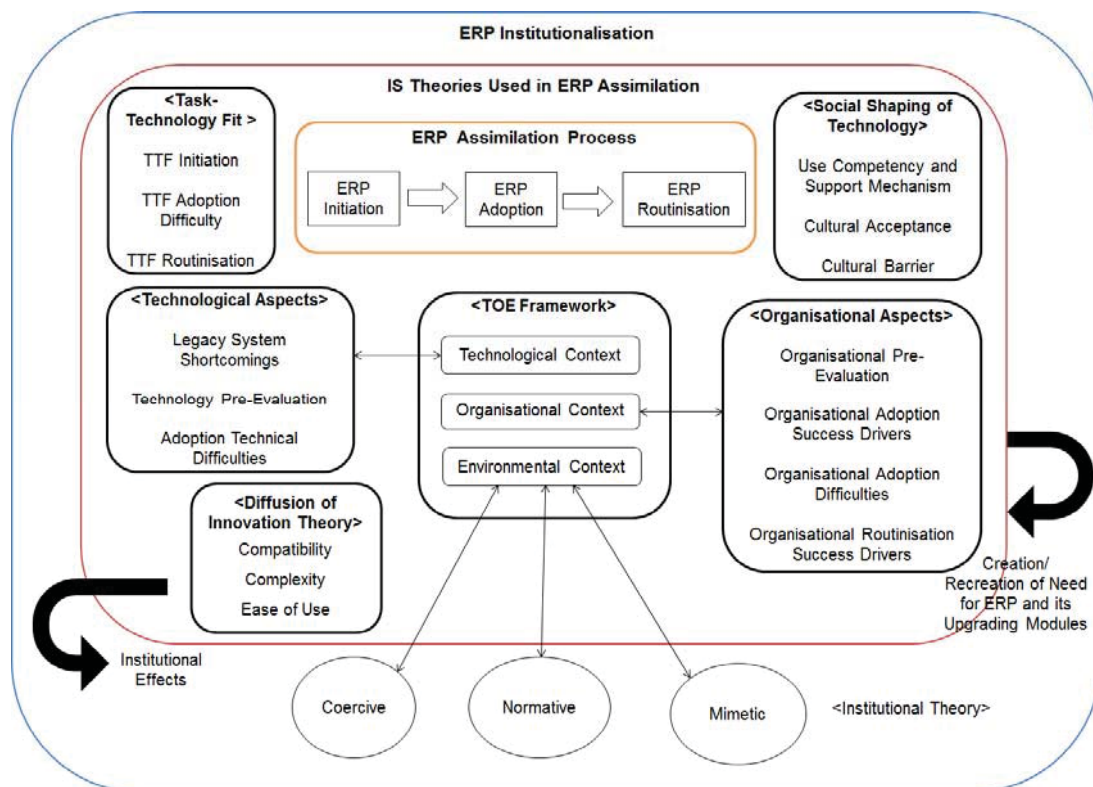 ERP Institutionalisation
IS Theories Used in ERP Assimilation
<Task-
Technology Fit >
TTF Initiation
TTF Adoption
Difficulty
TTF Routinisation
ERP Assimilation Process
ERP
Initiation
ERP
Adoption
ERP
Routinisation
<Social Shaping of
Technology>
Use Competency and
Support Mechanism
Cultural Acceptance
Cultural Barrier
<Technological Aspects>
Legacy System
Shortcomings
Technology Pre-Evaluation
Adoption Technical
Difficulties
<TOE Framework>
Technological Context
Organisational Context
Environmental Context
<Organisational Aspects>
Organisational Pre-
Evaluation
Organisational Adoption
Success Drivers
Organisational Adoption
Difficulties
Organisational Routinisation
Success Drivers
<Diffusion of
Innovation Theory>
Compatibility
Complexity
Ease of Use
Institutional
Effects
Creation/
Recreation of Need
for ERP and its
Upgrading Modules
Coercive
Normative
Mimetic
<Institutional Theory>